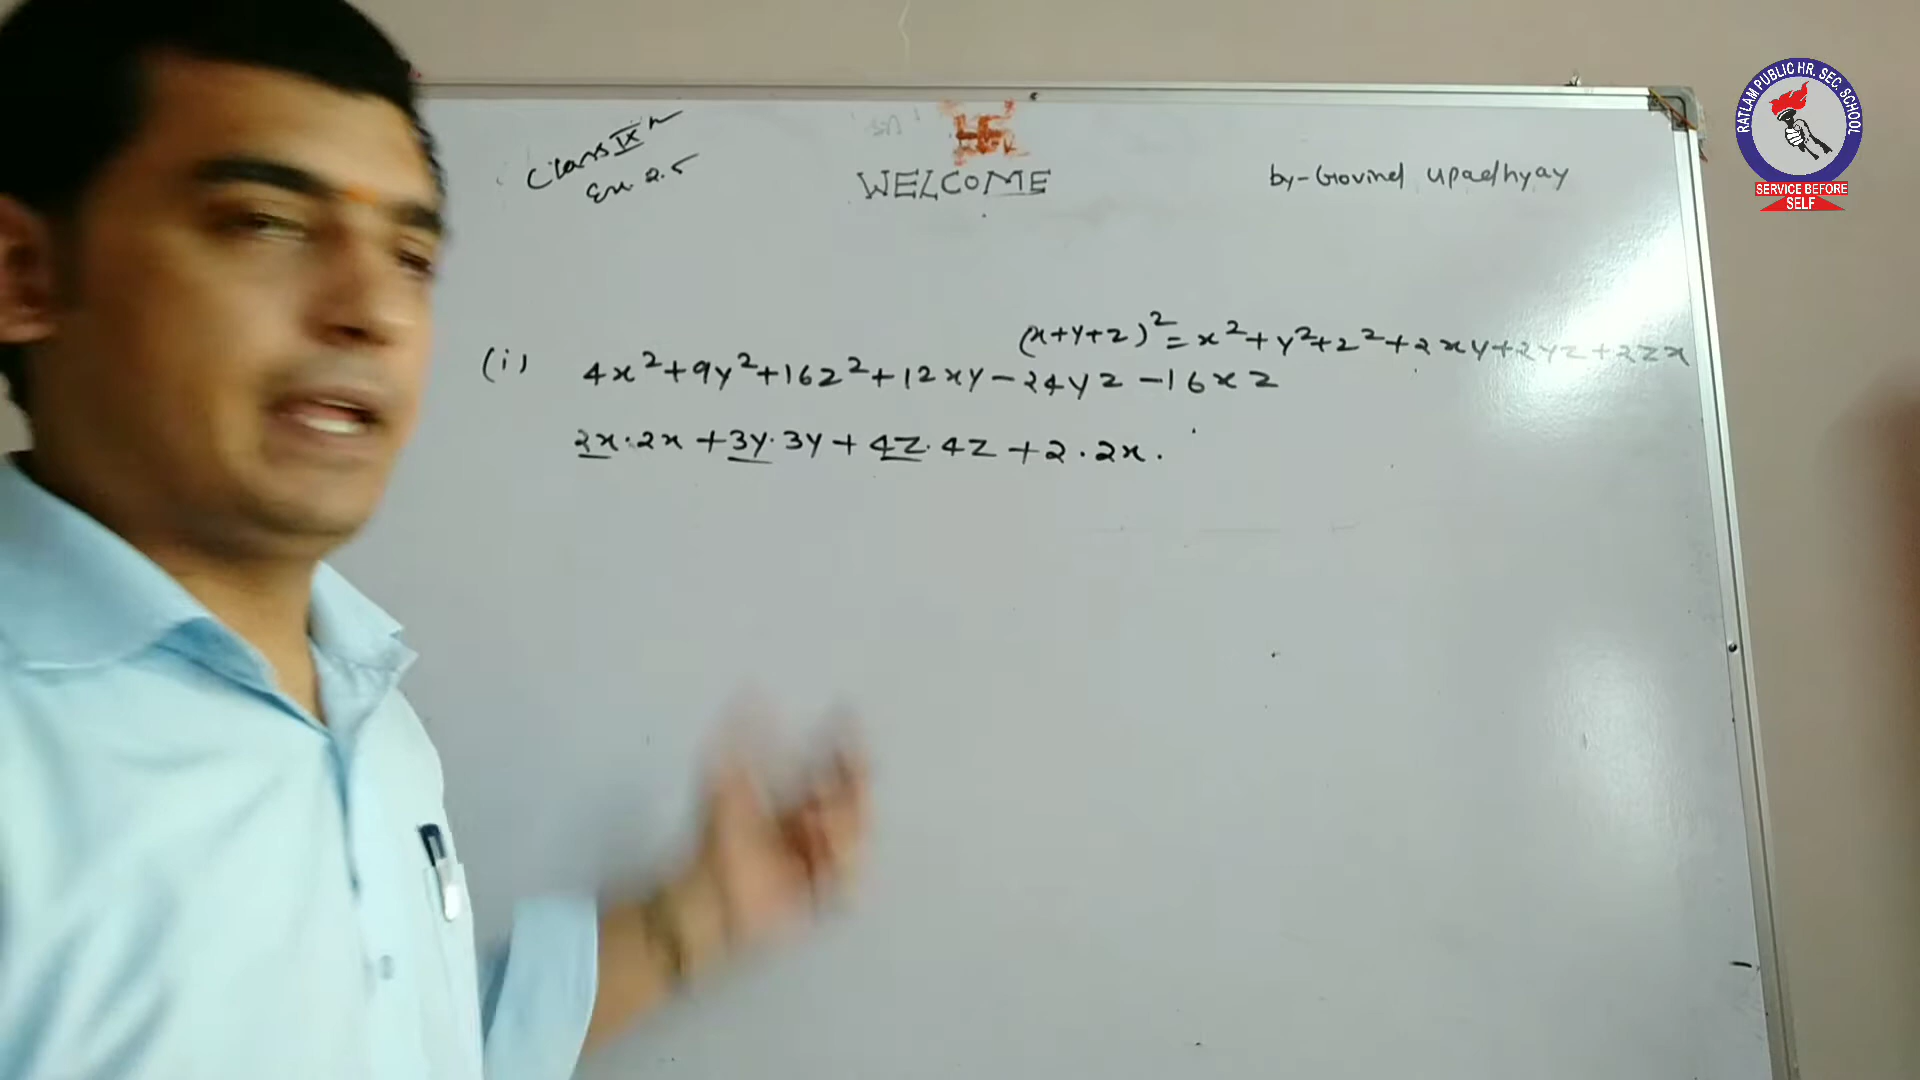 Class IX
Ex 2.5
WELCOME
by-Govind Upadhyay
RATLAM PUBLIC HR. SEC. SCHOOL
SERVICE BEFORE
SELF
(x+y+z)²=x²+y²+z²+2xy+2yz+2zx
(i) 4x²+9y²+16z²+12xy-24yz-16xz
2x·2x+3y·3y+4z·4z+2·2x.